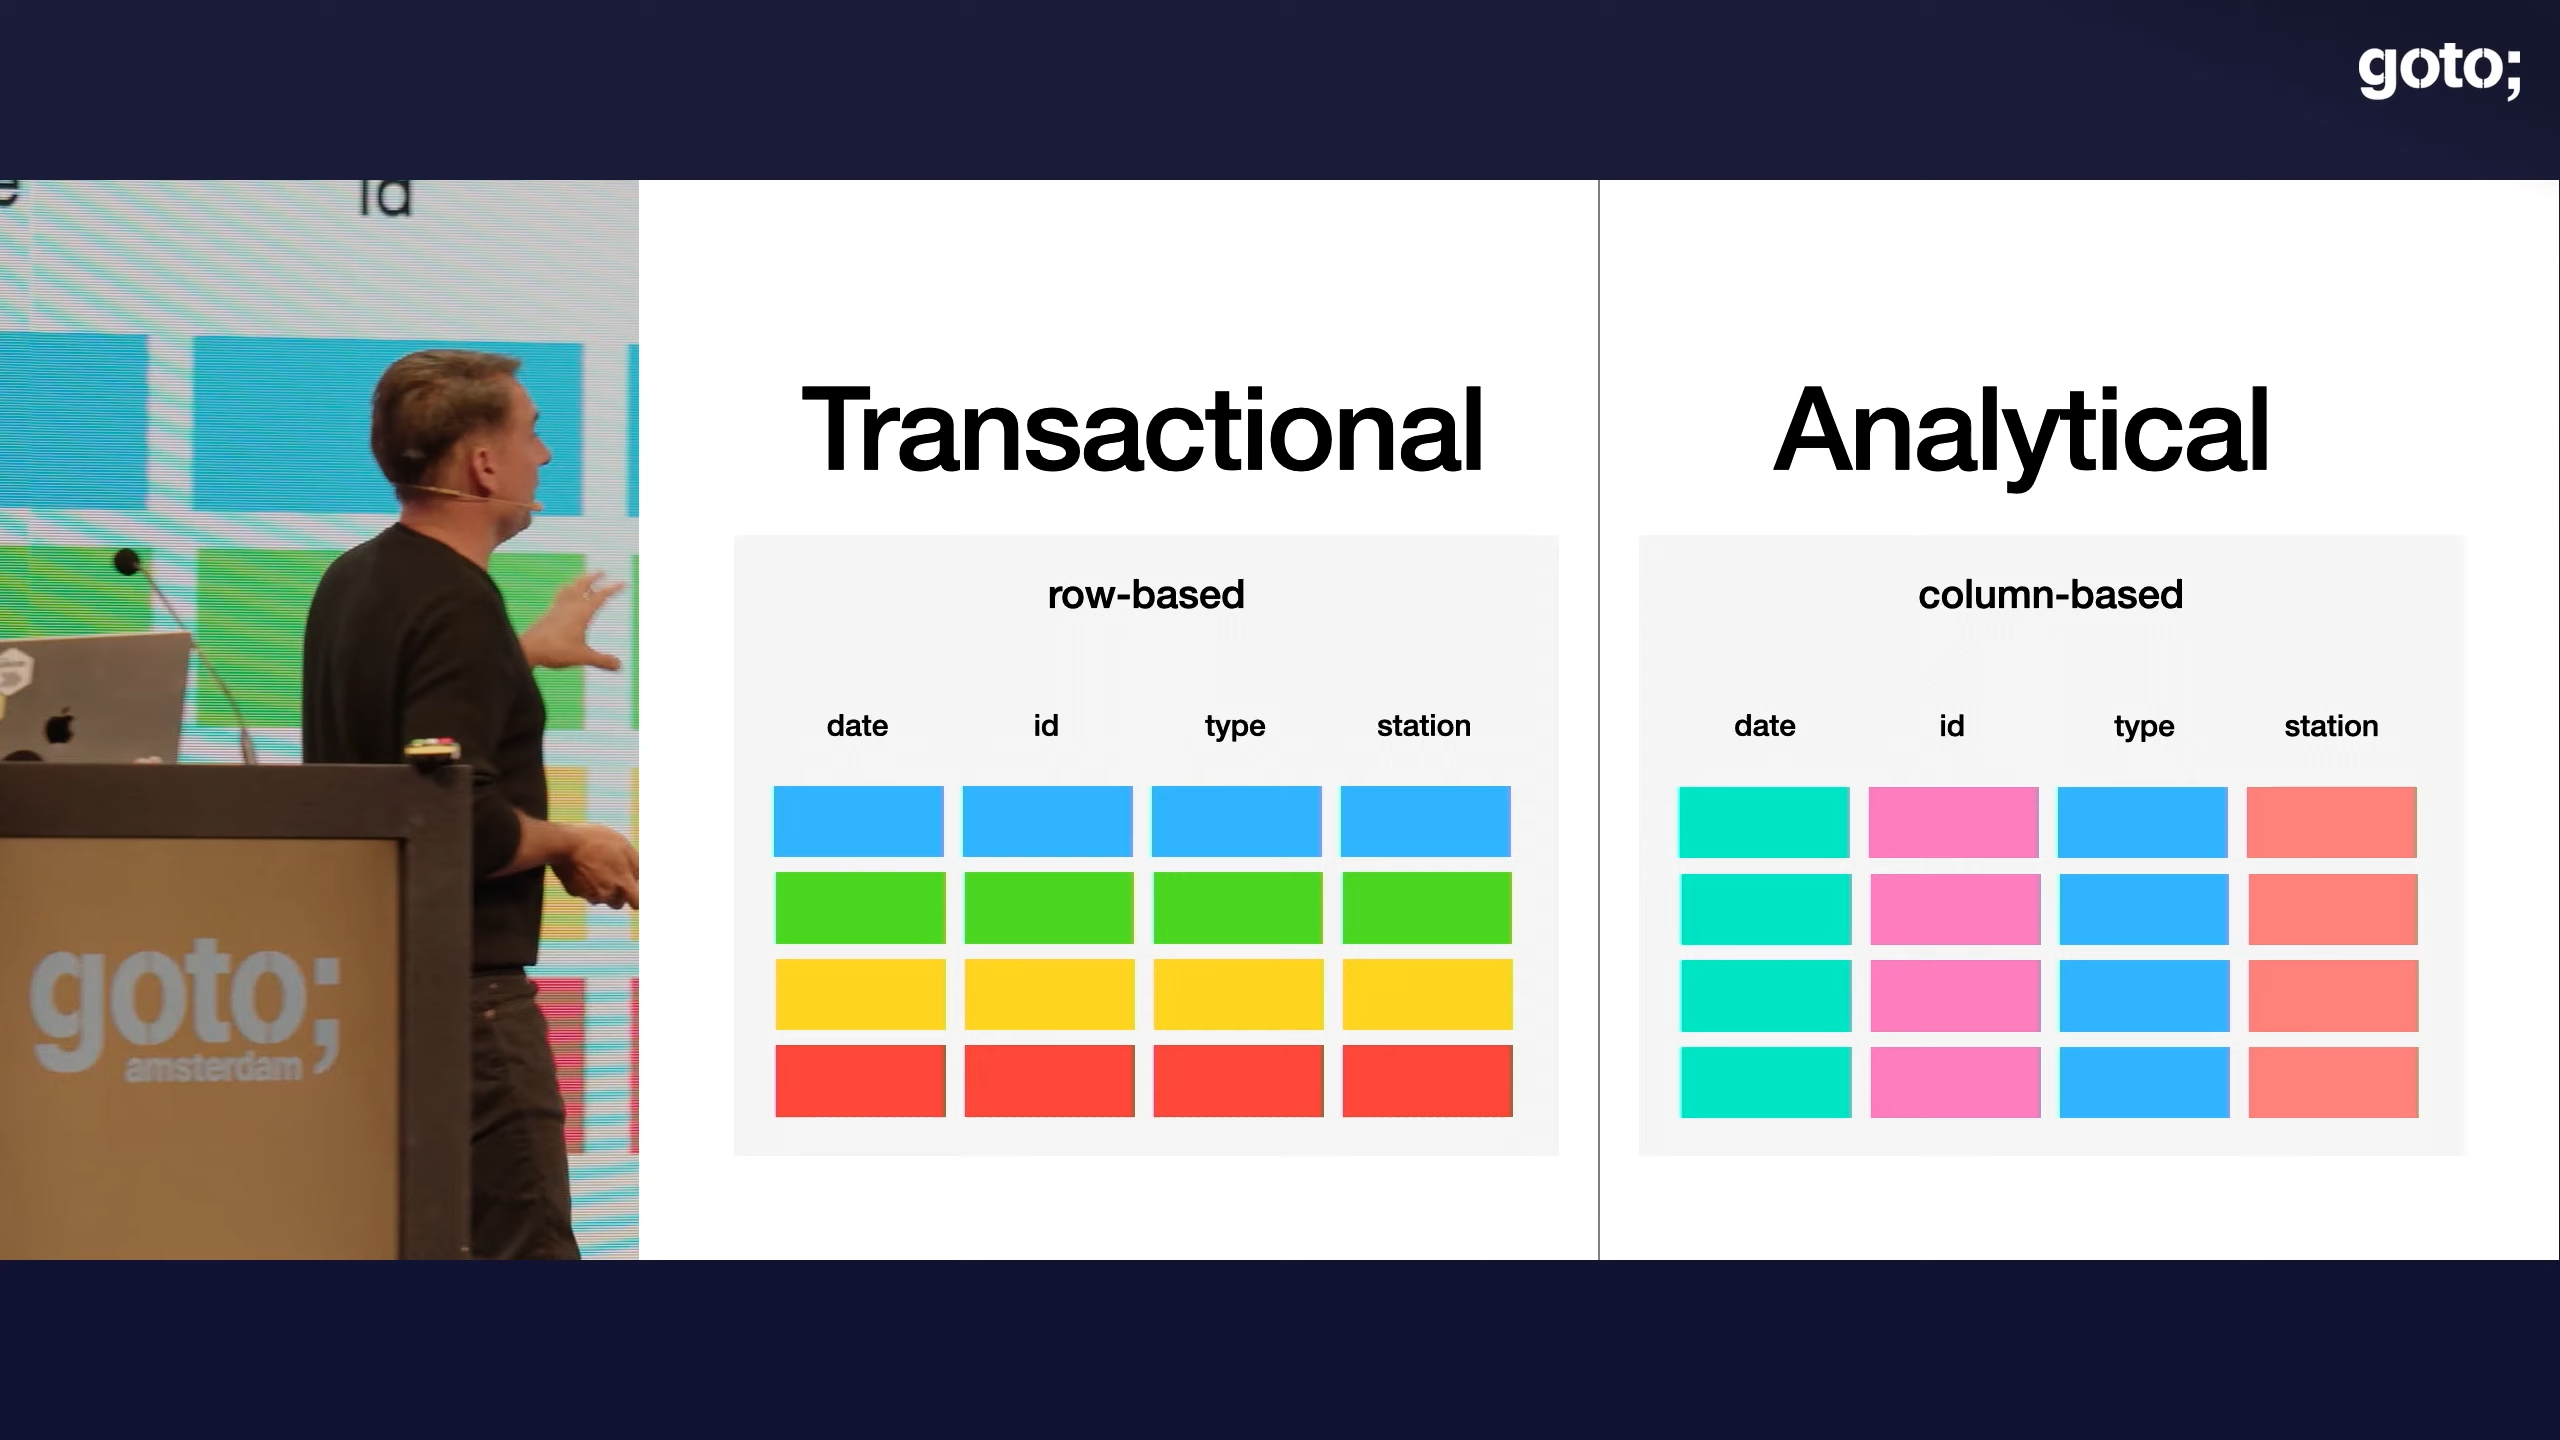 goto;
id
goto;
amsterdam
Transactional
row-based
date id type station
Analytical
column-based
date id type station